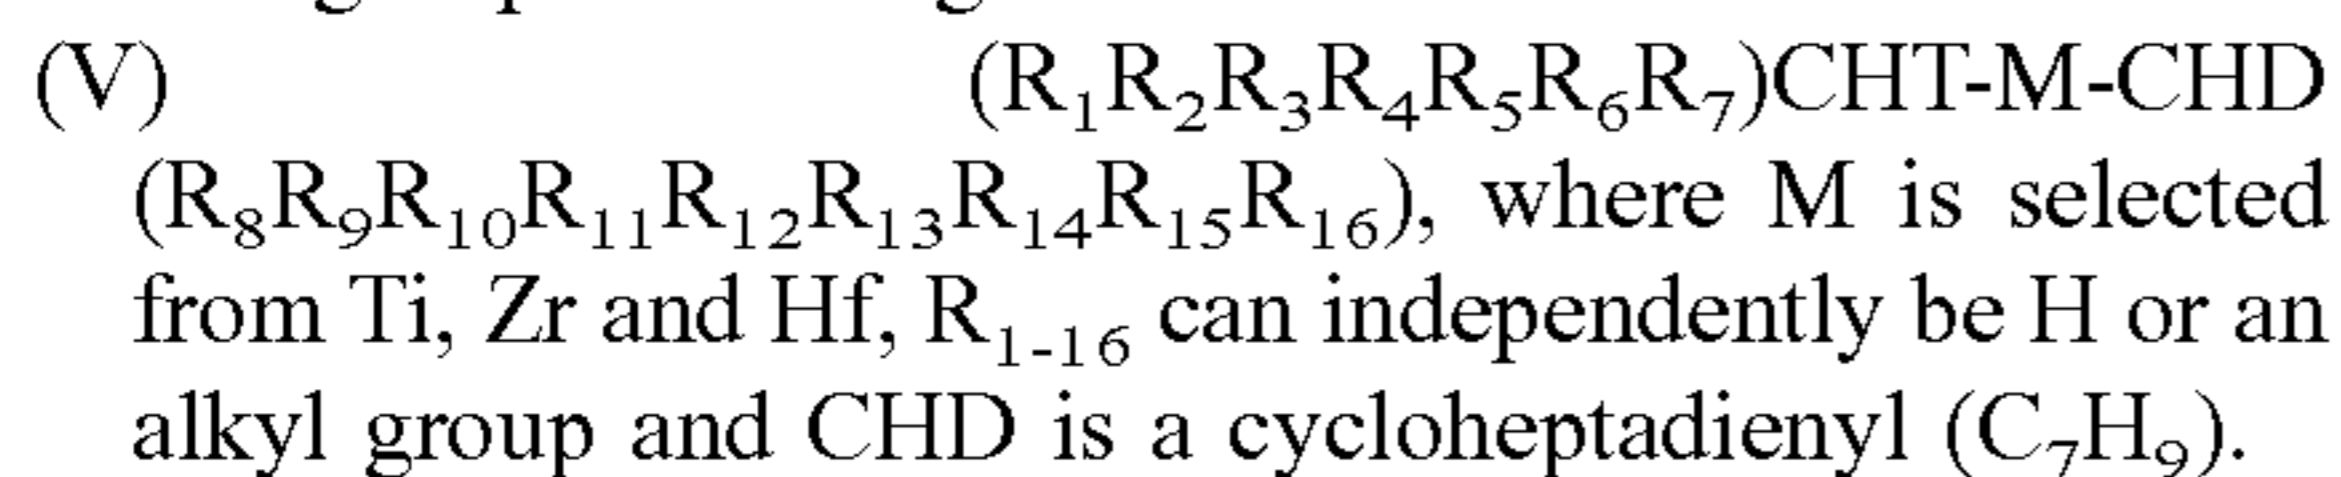 (V) (R₁R₂R₃R₄R₅R₆R₇)CHT-M-CHD
(R₈R₉R₁₀R₁₁R₁₂R₁₃R₁₄R₁₅R₁₆), where M is selected
from Ti, Zr and Hf, R₁₋₁₆ can independently be H or an
alkyl group and CHD is a cycloheptadienyl (C₇H₉).